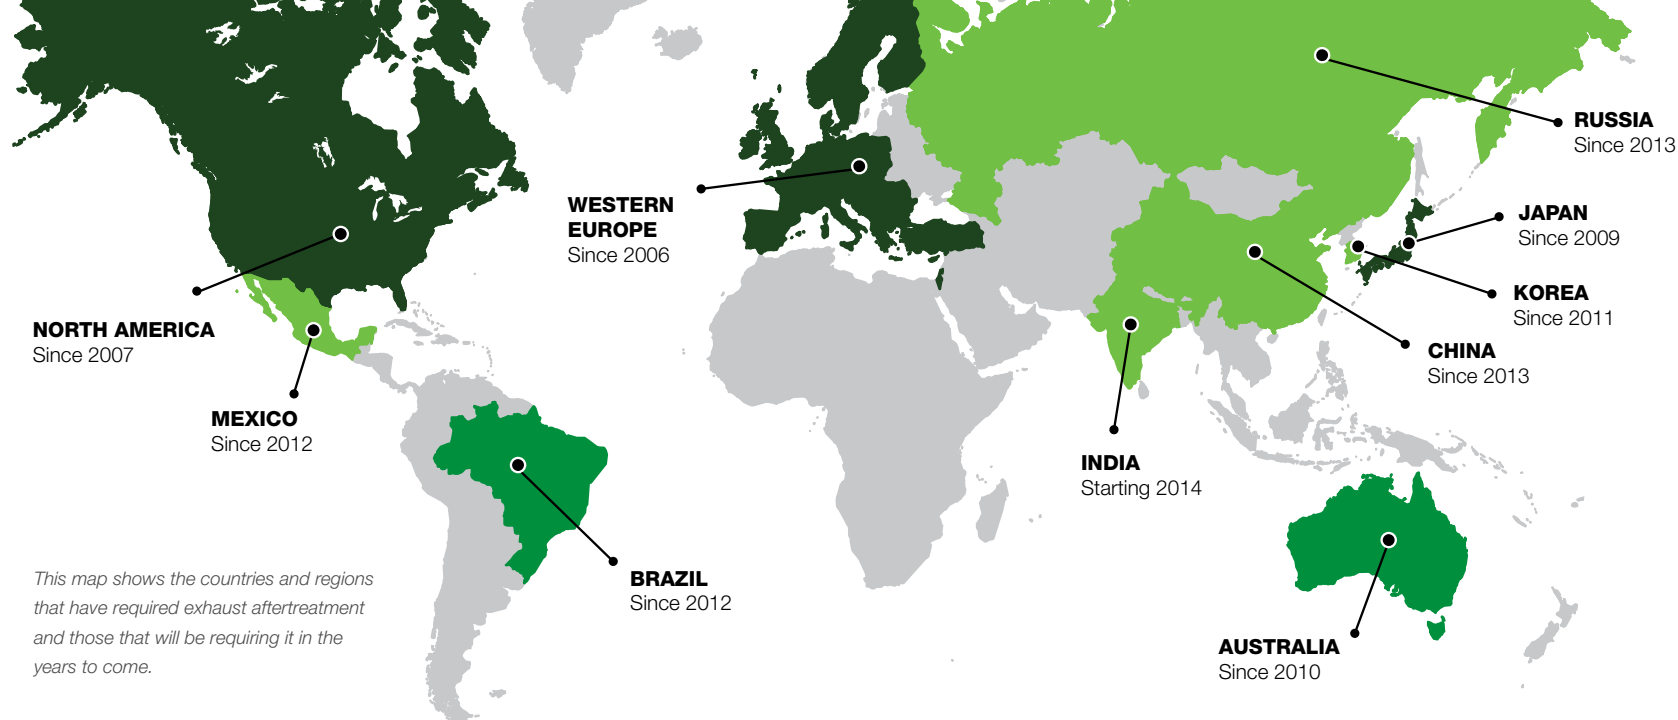 RUSSIA
Since 2013
WESTERN
EUROPE
Since 2006
JAPAN
Since 2009
KOREA
Since 2011
NORTH AMERICA
Since 2007
CHINA
Since 2013
MEXICO
Since 2012
INDIA
Starting 2014
BRAZIL
Since 2012
This map shows the countries and regions
that have required exhaust aftertreatment
and those that will be requiring it in the
years to come.
AUSTRALIA
Since 2010